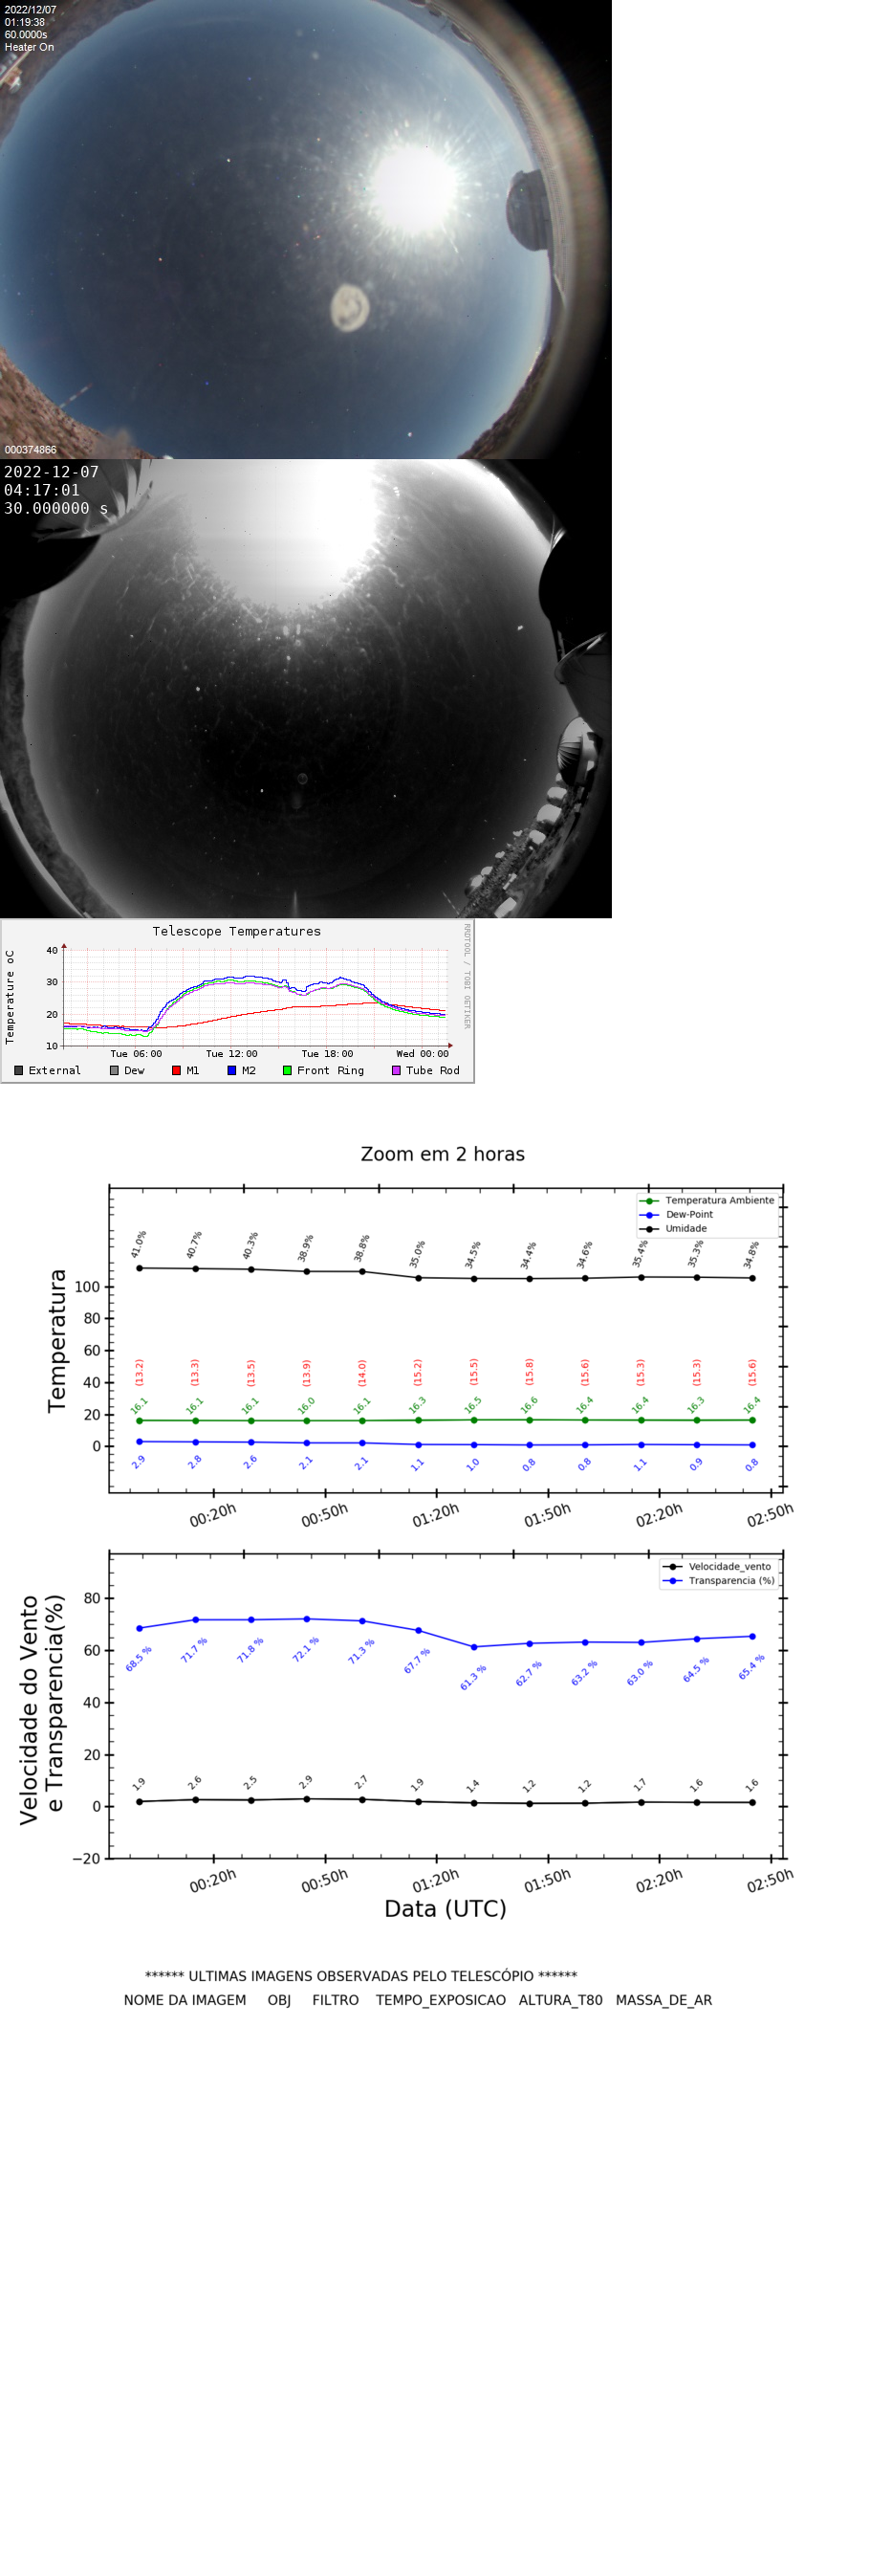 2022/12/07
01:19:38
60.0000s
Heater On
000374866
2022-12-07
04:17:01
30.000000 s
Telescope Temperatures
RRDTOOL / TOBI OETIKER
Temperature oC
40
30
20
10
Tue 06:00 Tue 12:00 Tue 18:00 Wed 00:00
External Dew M1 M2 Front Ring Tube Rod
Zoom em 2 horas
Temperatura Ambiente
Dew-Point
Umidade
41.0% 40.7% 40.3% 38.9% 38.8% 35.0% 34.5% 34.4% 34.6% 35.4% 35.3% 34.8%
Temperatura
100
80
60
40
20
0
(13.2) (13.3) (13.5) (13.9) (14.0) (15.2) (15.5) (15.8) (15.6) (15.3) (15.3) (15.6)
16.1 16.1 16.1 16.0 16.1 16.3 16.5 16.6 16.4 16.4 16.3 16.4
2.9 2.8 2.6 2.1 2.1 1.1 1.0 0.8 0.8 1.1 0.9 0.8
00:20h 00:50h 01:20h 01:50h 02:20h 02:50h
Velocidade_vento
Transparencia (%)
Velocidade do Vento
e Transparencia(%)
80
60
40
20
0
−20
68.5 % 71.7 % 71.8 % 72.1 % 71.3 % 67.7 % 61.3 % 62.7 % 63.2 % 63.0 % 64.5 % 65.4 %
1.9 2.6 2.5 2.9 2.7 1.9 1.4 1.2 1.2 1.7 1.6 1.6
00:20h 00:50h 01:20h 01:50h 02:20h 02:50h
Data (UTC)
****** ULTIMAS IMAGENS OBSERVADAS PELO TELESCÓPIO ******
NOME DA IMAGEM OBJ FILTRO TEMPO_EXPOSICAO ALTURA_T80 MASSA_DE_AR